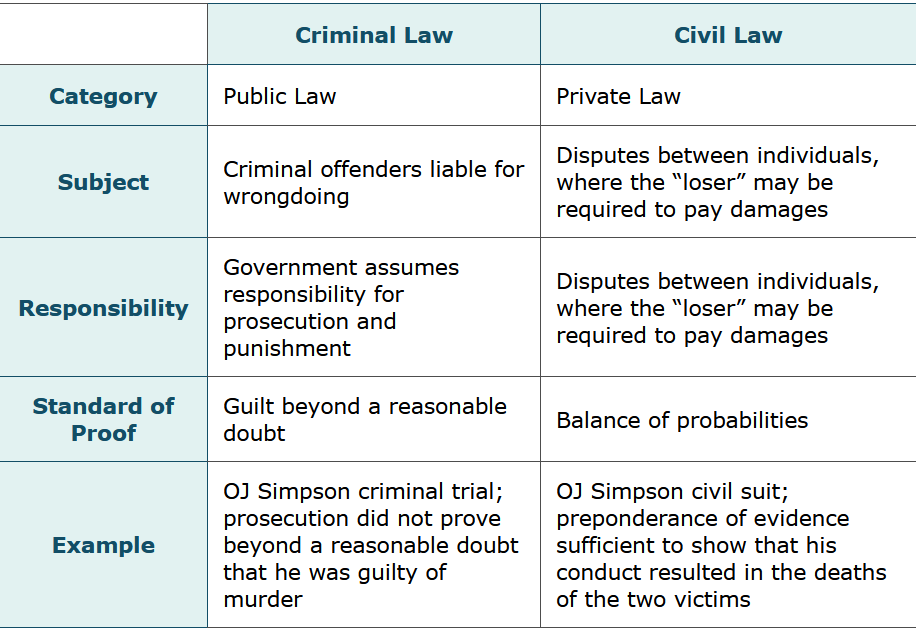 Criminal Law
Civil Law
Category
Public Law
Private Law
Subject
Criminal offenders liable for
wrongdoing
Disputes between individuals,
where the “loser” may be
required to pay damages
Responsibility
Government assumes
responsibility for
prosecution and
punishment
Disputes between individuals,
where the “loser” may be
required to pay damages
Standard of
Proof
Guilt beyond a reasonable
doubt
Balance of probabilities
Example
OJ Simpson criminal trial;
prosecution did not prove
beyond a reasonable doubt
that he was guilty of
murder
OJ Simpson civil suit;
preponderance of evidence
sufficient to show that his
conduct resulted in the deaths
of the two victims